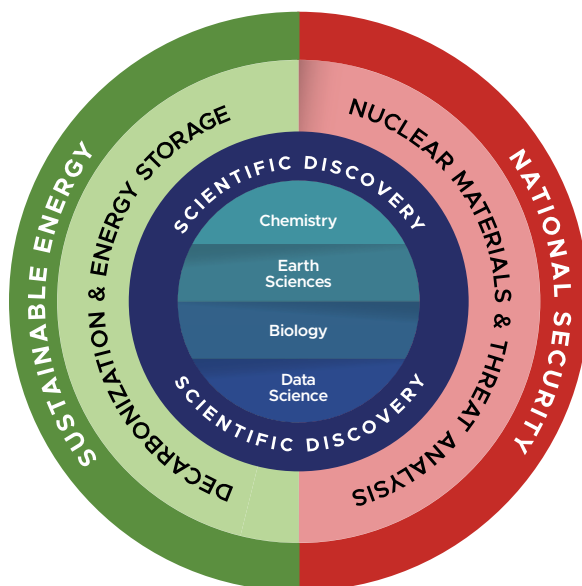 SUSTAINABLE ENERGY
DECARBONIZATION & ENERGY STORAGE
NATIONAL SECURITY
NUCLEAR MATERIALS & THREAT ANALYSIS
SCIENTIFIC DISCOVERY
Chemistry
Earth
Sciences
Biology
Data
Science
SCIENTIFIC DISCOVERY